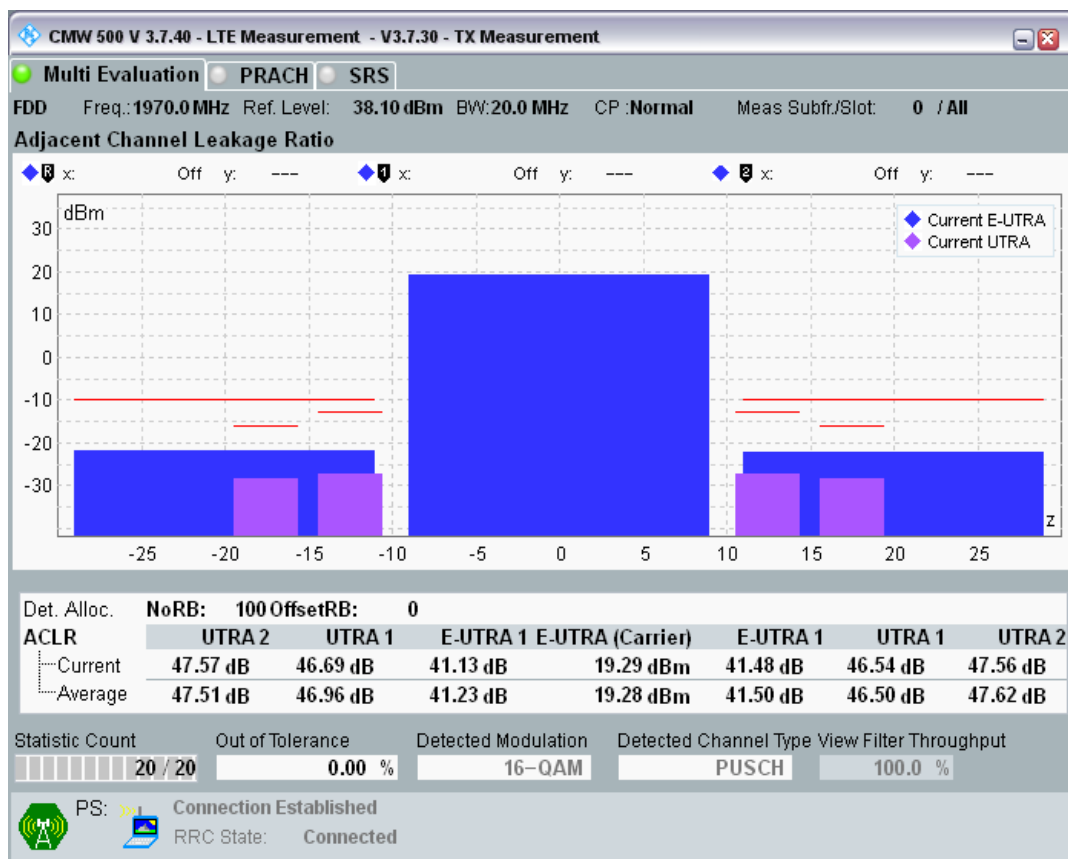 CMW 500 V 3.7.40 - LTE Measurement - V3.7.30 - TX Measurement
Multi Evaluation PRACH SRS
FDD Freq.:1970.0 MHz Ref. Level: 38.10 dBm BW:20.0 MHz CP :Normal Meas Subfr./Slot: 0 / All
Adjacent Channel Leakage Ratio
R x: Off y: --- 1 x: Off y: --- 2 x: Off y: ---
dBm
Current E-UTRA
Current UTRA
30
20
10
0
-10
-20
-30
z
-25 -20 -15 -10 -5 0 5 10 15 20 25
Det. Alloc. NoRB: 100 OffsetRB: 0
ACLR UTRA 2 UTRA 1 E-UTRA 1 E-UTRA (Carrier) E-UTRA 1 UTRA 1 UTRA 2
Current 47.57 dB 46.69 dB 41.13 dB 19.29 dBm 41.48 dB 46.54 dB 47.56 dB
Average 47.51 dB 46.96 dB 41.23 dB 19.28 dBm 41.50 dB 46.50 dB 47.62 dB
Statistic Count Out of Tolerance Detected Modulation Detected Channel Type View Filter Throughput
20 / 20 0.00 % 16-QAM PUSCH 100.0 %
PS: Connection Established
RRC State: Connected